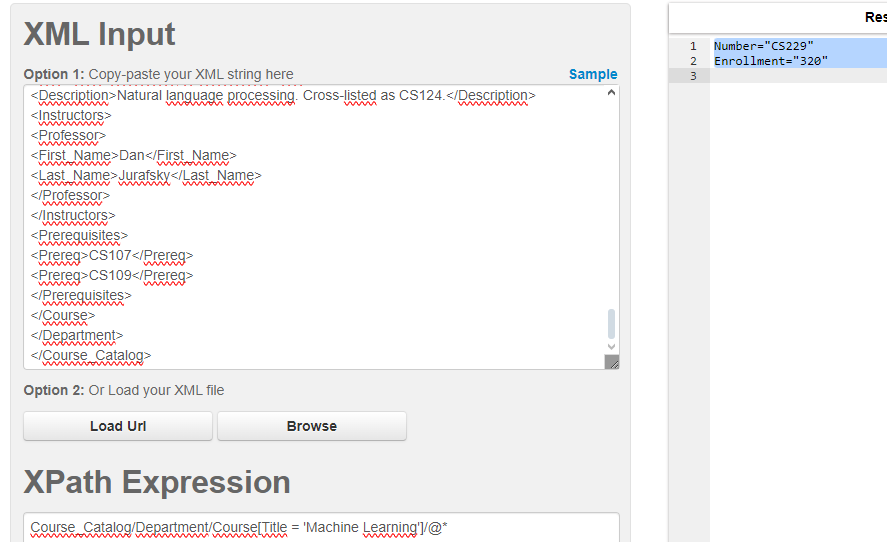 XML Input
Option 1: Copy-paste your XML string here
Sample
<Description>Natural language processing. Cross-listed as CS124.</Description>
<Instructors>
<Professor>
<First_Name>Dan</First_Name>
<Last_Name>Jurafsky</Last_Name>
</Professor>
</Instructors>
<Prerequisites>
<Prereq>CS107</Prereq>
<Prereq>CS109</Prereq>
</Prerequisites>
</Course>
</Department>
</Course_Catalog>
Option 2: Or Load your XML file
Load Url
Browse
XPath Expression
Course_Catalog/Department/Course[Title = 'Machine Learning']/@*
Res
1 Number="CS229"
2 Enrollment="320"
3